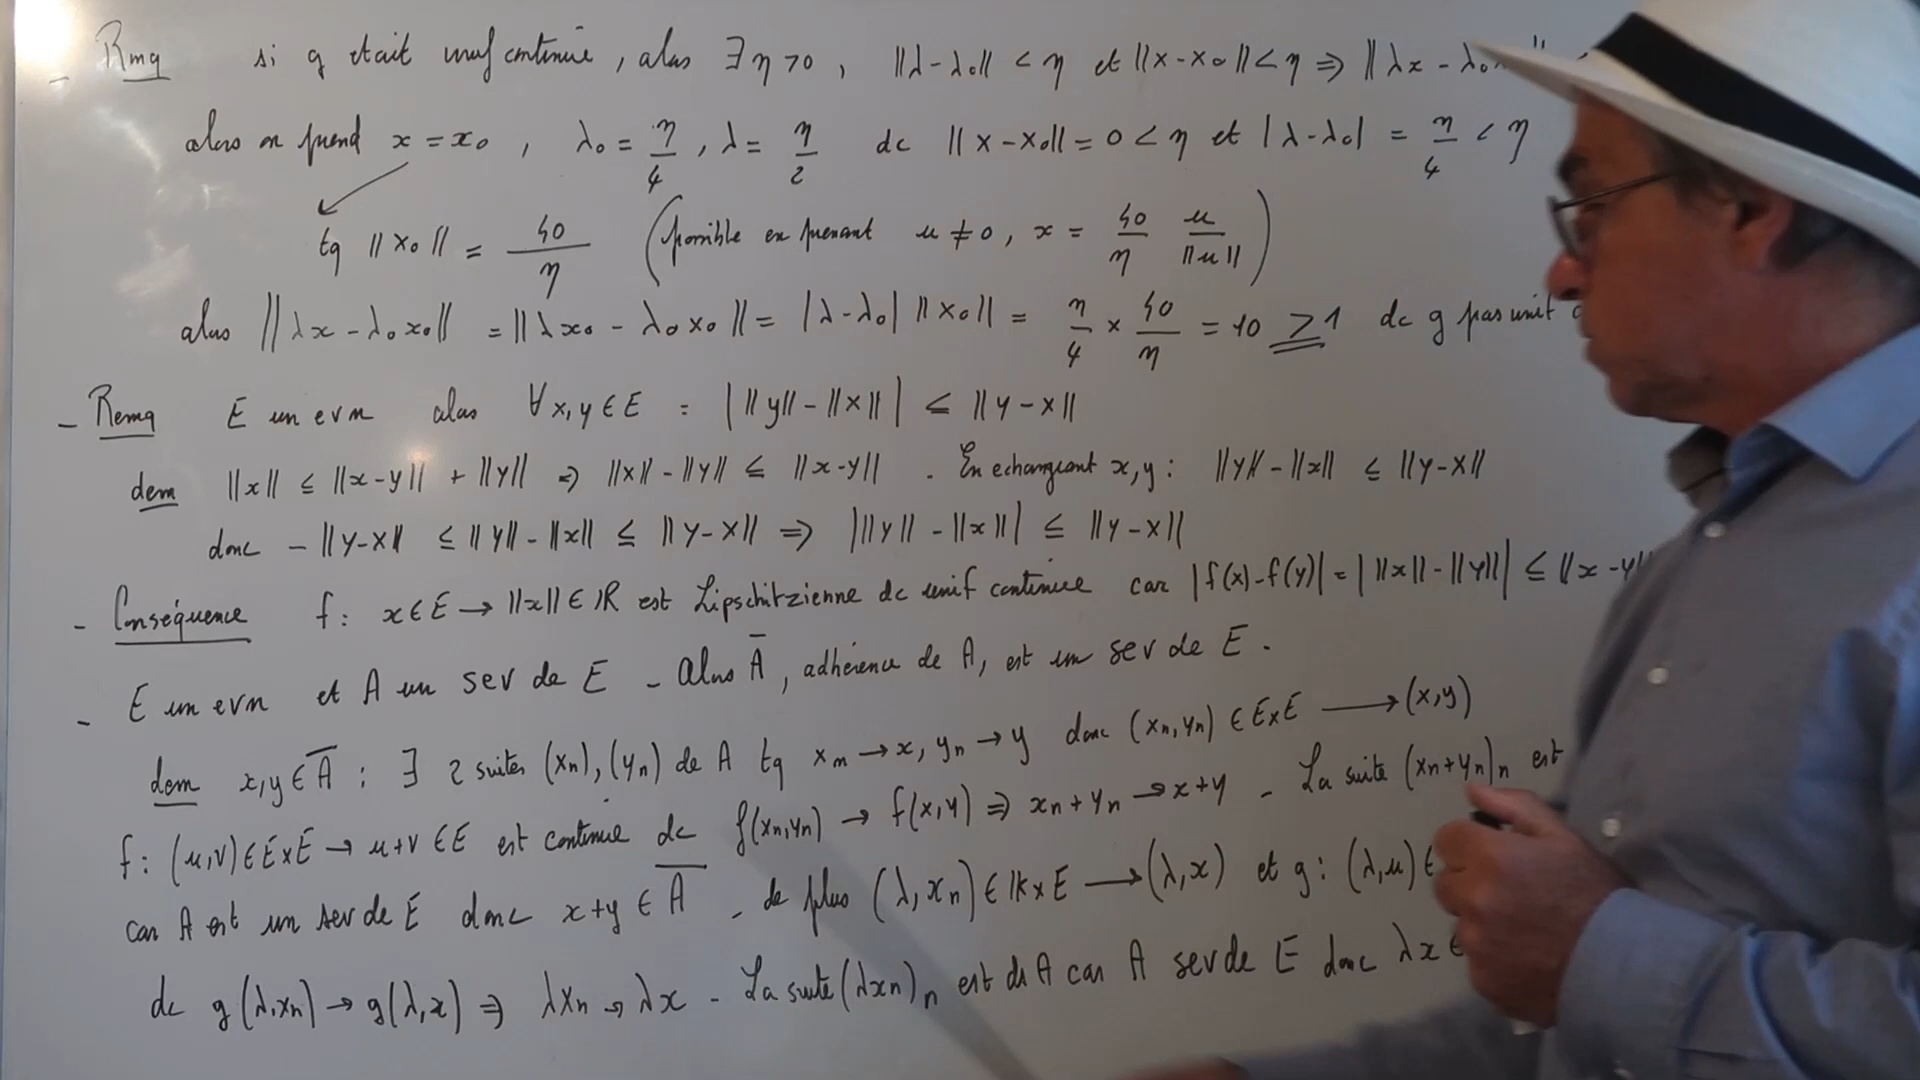 - Rmq si g était unif continue, alors ∃ η > 0, ||λ-λ0|| < η et ||x-x0|| < η ⇒ ||λx - λ0
alors on prend x = x0, λ0 = η/4, λ = η/2 dc ||x-x0|| = 0 < η et |λ-λ0| = η/4 < η
tq ||x0|| = 40/η (possible en prenant u ≠ 0, x = 40/η u/||u||)
alors ||λx - λ0x0|| = ||λx0 - λ0x0|| = |λ-λ0| ||x0|| = η/4 × 40/η = 10 ≥ 1 dc g pas unif
- Remq E un evn alors ∀x,y ∈ E : | ||y|| - ||x|| | ≤ ||y-x||
dem ||x|| ≤ ||x-y|| + ||y|| ⇒ ||x|| - ||y|| ≤ ||x-y|| . En echangeant x,y : ||y|| - ||x|| ≤ ||y-x||
donc - ||y-x|| ≤ ||y|| - ||x|| ≤ ||y-x|| ⇒ | ||y|| - ||x|| | ≤ ||y-x||
- Conséquence f : x ∈ E → ||x|| ∈ IR est Lipschitzienne dc unif continue car |f(x)-f(y)| = | ||x|| - ||y|| | ≤ ||x-y||
- E un evn et A un sev de E - Alors A̅, adhérence de A, est un sev de E .
dem x,y ∈ A̅ : ∃ 2 suites (xn), (yn) de A tq xn → x, yn → y donc (xn, yn) ∈ E×E → (x,y)
f : (u,v) ∈ E×E → u+v ∈ E est continue dc f(xn,yn) → f(x,y) ⇒ xn + yn → x+y - La suite (xn+yn)n est
car A est un sev de E donc x+y ∈ A̅ - de plus (λ, xn) ∈ IK×E → (λ,x) et g : (λ,u) ∈
dc g(λ,xn) → g(λ,x) ⇒ λxn → λx - La suite (λxn)n est ds A car A sev de E donc λx ∈